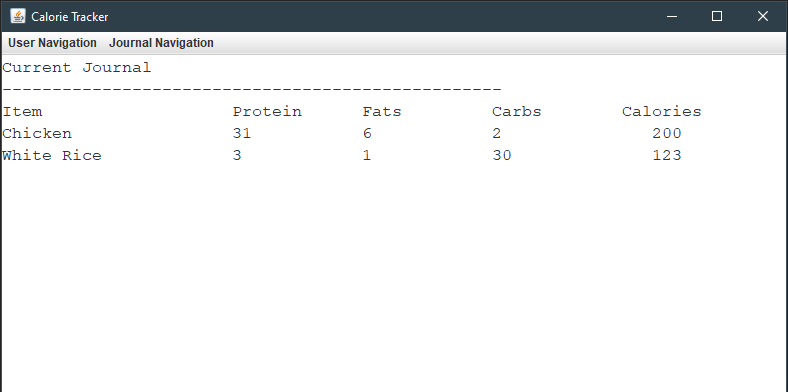 Calorie Tracker
User Navigation Journal Navigation
Current Journal
--------------------------------------------------
Item Protein Fats Carbs Calories
Chicken 31 6 2 200
White Rice 3 1 30 123